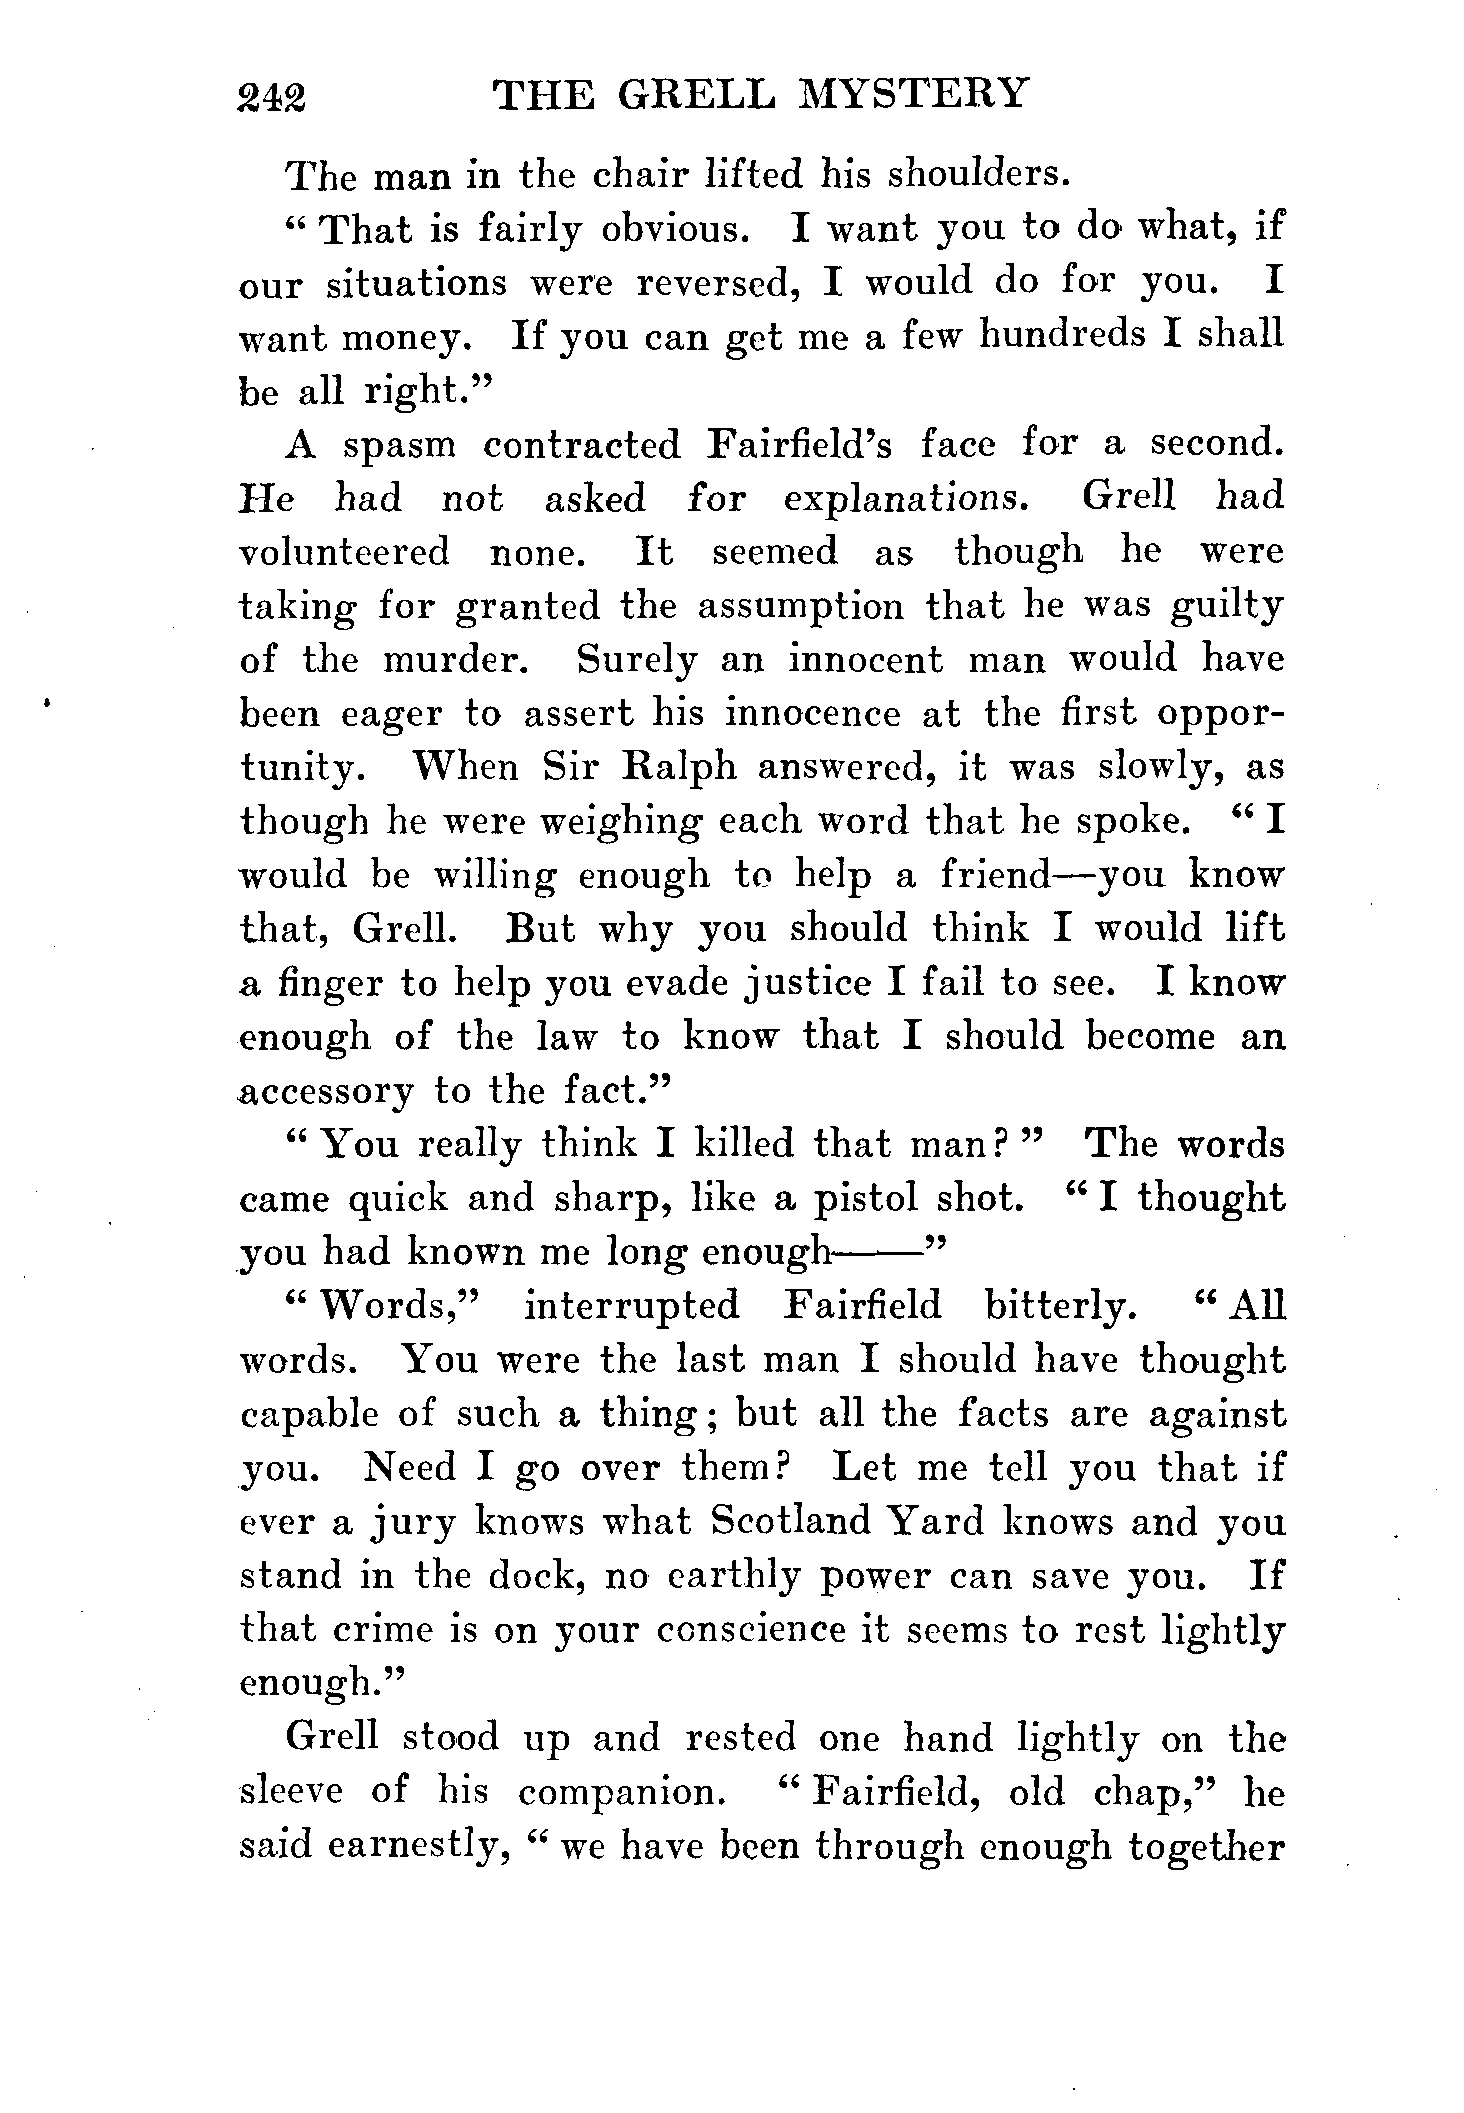 242 THE GRELL MYSTERY
The man in the chair lifted his shoulders.
“ That is fairly obvious. I want you to do what, if
our situations were reversed, I would do for you. I
want money. If you can get me a few hundreds I shall
be all right.”
A spasm contracted Fairfield’s face for a second.
He had not asked for explanations. Grell had
volunteered none. It seemed as though he were
taking for granted the assumption that he was guilty
of the murder. Surely an innocent man would have
been eager to assert his innocence at the first oppor-
tunity. When Sir Ralph answered, it was slowly, as
though he were weighing each word that he spoke. “ I
would be willing enough to help a friend—you know
that, Grell. But why you should think I would lift
a finger to help you evade justice I fail to see. I know
enough of the law to know that I should become an
accessory to the fact.”
“ You really think I killed that man? ” The words
came quick and sharp, like a pistol shot. “ I thought
you had known me long enough——”
“ Words,” interrupted Fairfield bitterly. “ All
words. You were the last man I should have thought
capable of such a thing ; but all the facts are against
you. Need I go over them? Let me tell you that if
ever a jury knows what Scotland Yard knows and you
stand in the dock, no earthly power can save you. If
that crime is on your conscience it seems to rest lightly
enough.”
Grell stood up and rested one hand lightly on the
sleeve of his companion. “ Fairfield, old chap,” he
said earnestly, “ we have been through enough together